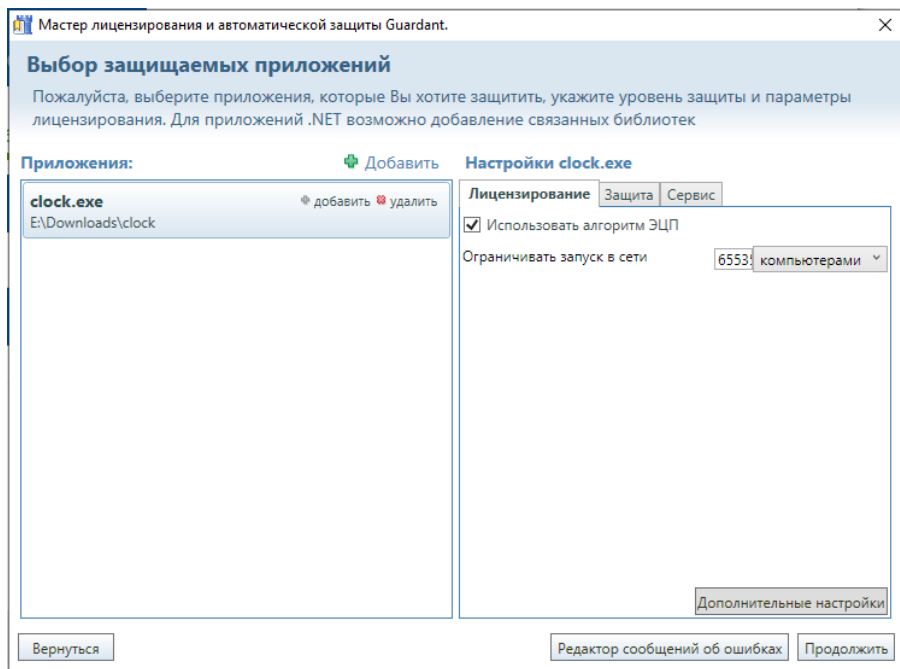 Мастер лицензирования и автоматической защиты Guardant.
Выбор защищаемых приложений
Пожалуйста, выберите приложения, которые Вы хотите защитить, укажите уровень защиты и параметры
лицензирования. Для приложений .NET возможно добавление связанных библиотек
Приложения:
Добавить
clock.exe
добавить
удалить
E:\Downloads\clock
Настройки clock.exe
Лицензирование
Защита
Сервис
Использовать алгоритм ЭЦП
Ограничивать запуск в сети
компьютерами
Дополнительные настройки
Вернуться
Редактор сообщений об ошибках
Продолжить